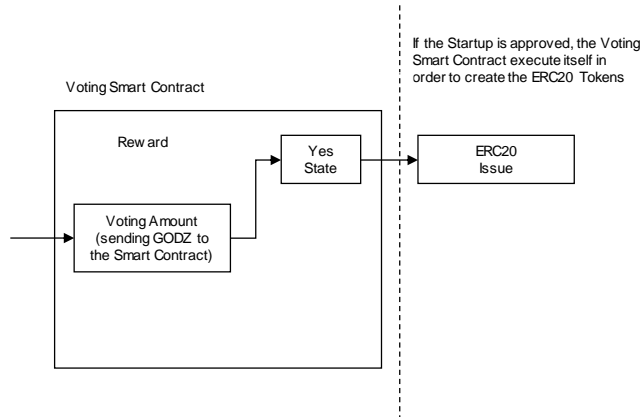 If the Startup is approved, the Voting
Smart Contract execute itself in
order to create the ERC20 Tokens
Voting Smart Contract
Reward
Yes
State
ERC20
Issue
Voting Amount
(sending GODZ to
the Smart Contract)